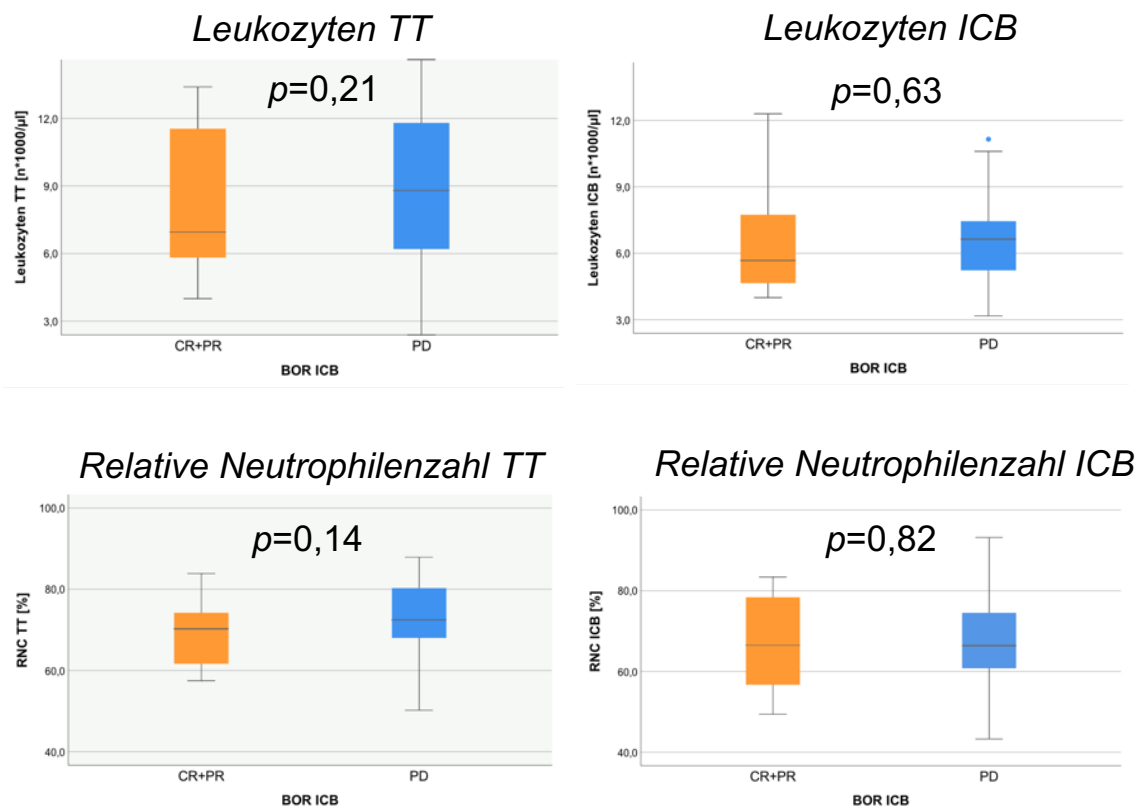 Leukozyten TT
p=0,21
Leukozyten TT [n*1000/µl]
12,0
9,0
6,0
3,0
CR+PR PD
BOR ICB
Leukozyten ICB
p=0,63
Leukozyten ICB [n*1000/µl]
12,0
9,0
6,0
3,0
CR+PR PD
BOR ICB
Relative Neutrophilenzahl TT
p=0,14
RNC TT [%]
100,0
80,0
60,0
40,0
CR+PR PD
BOR ICB
Relative Neutrophilenzahl ICB
p=0,82
RNC ICB [%]
100,0
80,0
60,0
40,0
CR+PR PD
BOR ICB